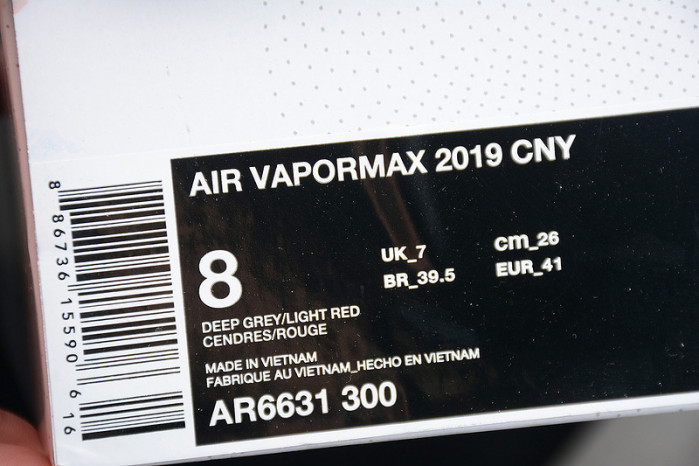 AIR VAPORMAX 2019 CNY
8
UK_7
cm_26
BR_39.5
EUR_41
DEEP GREY/LIGHT RED
CENDRES/ROUGE
MADE IN VIETNAM
FABRIQUE AU VIETNAM_HECHO EN VIETNAM
AR6631 300
8 86736 15590 6 16